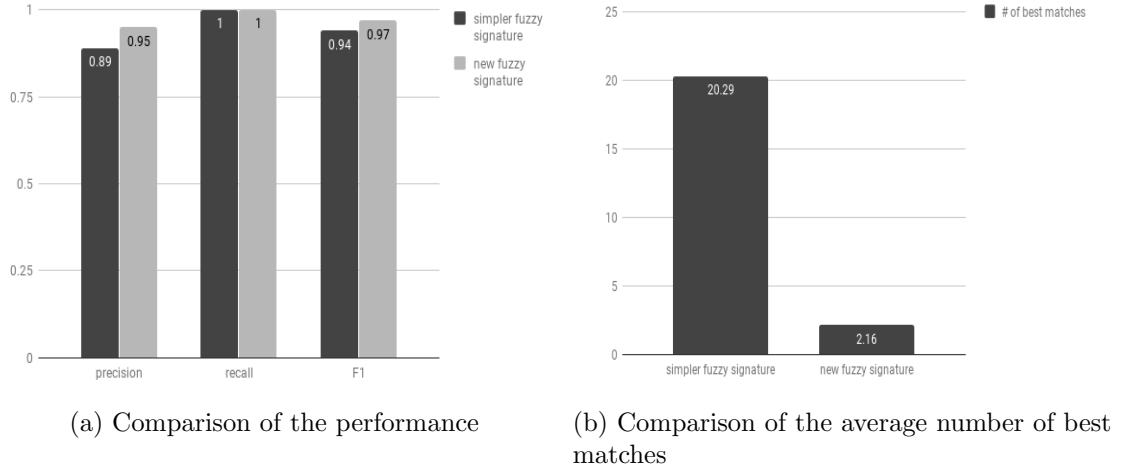 1
0.75
0.5
0.25
0
0.89
0.95
1
1
0.94
0.97
precision
recall
F1
simpler fuzzy
signature
new fuzzy
signature
(a) Comparison of the performance
25
20
15
10
5
0
20.29
2.16
simpler fuzzy signature
new fuzzy signature
# of best matches
(b) Comparison of the average number of best
matches